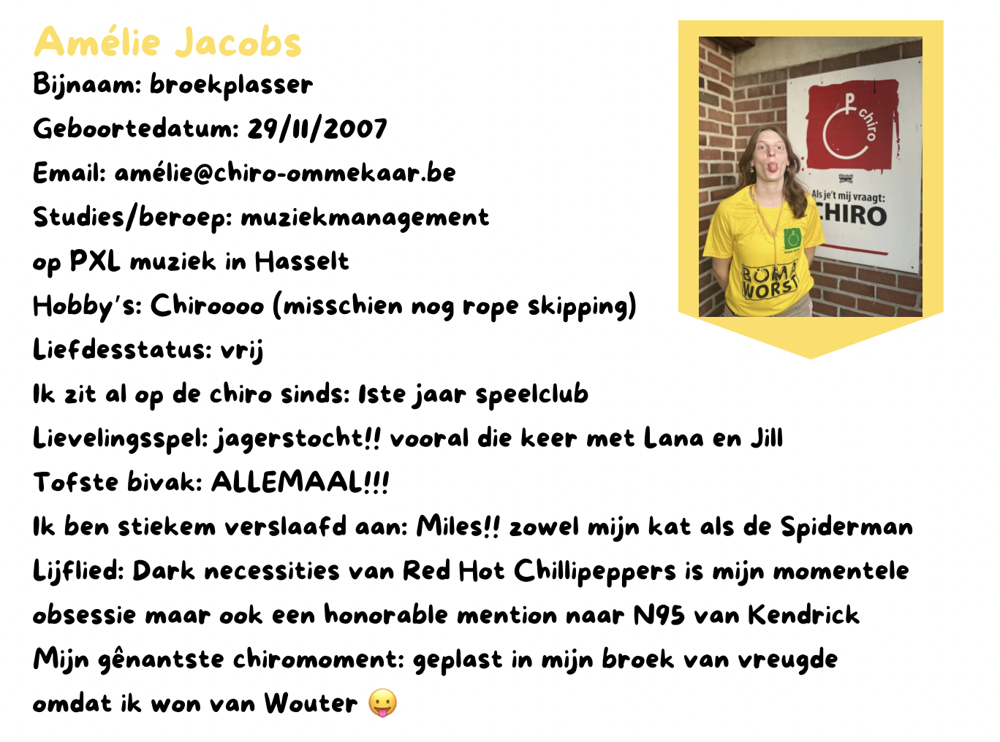 Amélie Jacobs
Bijnaam: broekplasser
Geboortedatum: 29/11/2007
Email: amélie@chiro-ommekaar.be
Studies/beroep: muziekmanagement
op PXL muziek in Hasselt
Hobby's: Chiroooo (misschien nog rope skipping)
Liefdesstatus: vrij
Ik zit al op de chiro sinds: 1ste jaar speelclub
Lievelingsspel: jagerstocht!! vooral die keer met Lana en Jill
Tofste bivak: ALLEMAAL!!!
Ik ben stiekem verslaafd aan: Miles!! zowel mijn kat als de Spiderman
Lijflied: Dark necessities van Red Hot Chillipeppers is mijn momentele
obsessie maar ook een honorable mention naar N95 van Kendrick
Mijn gênantste chiromoment: geplast in mijn broek van vreugde
omdat ik won van Wouter 😛
chiro
Als je't mij vraagt:
CHIRO
BOMA
WORST